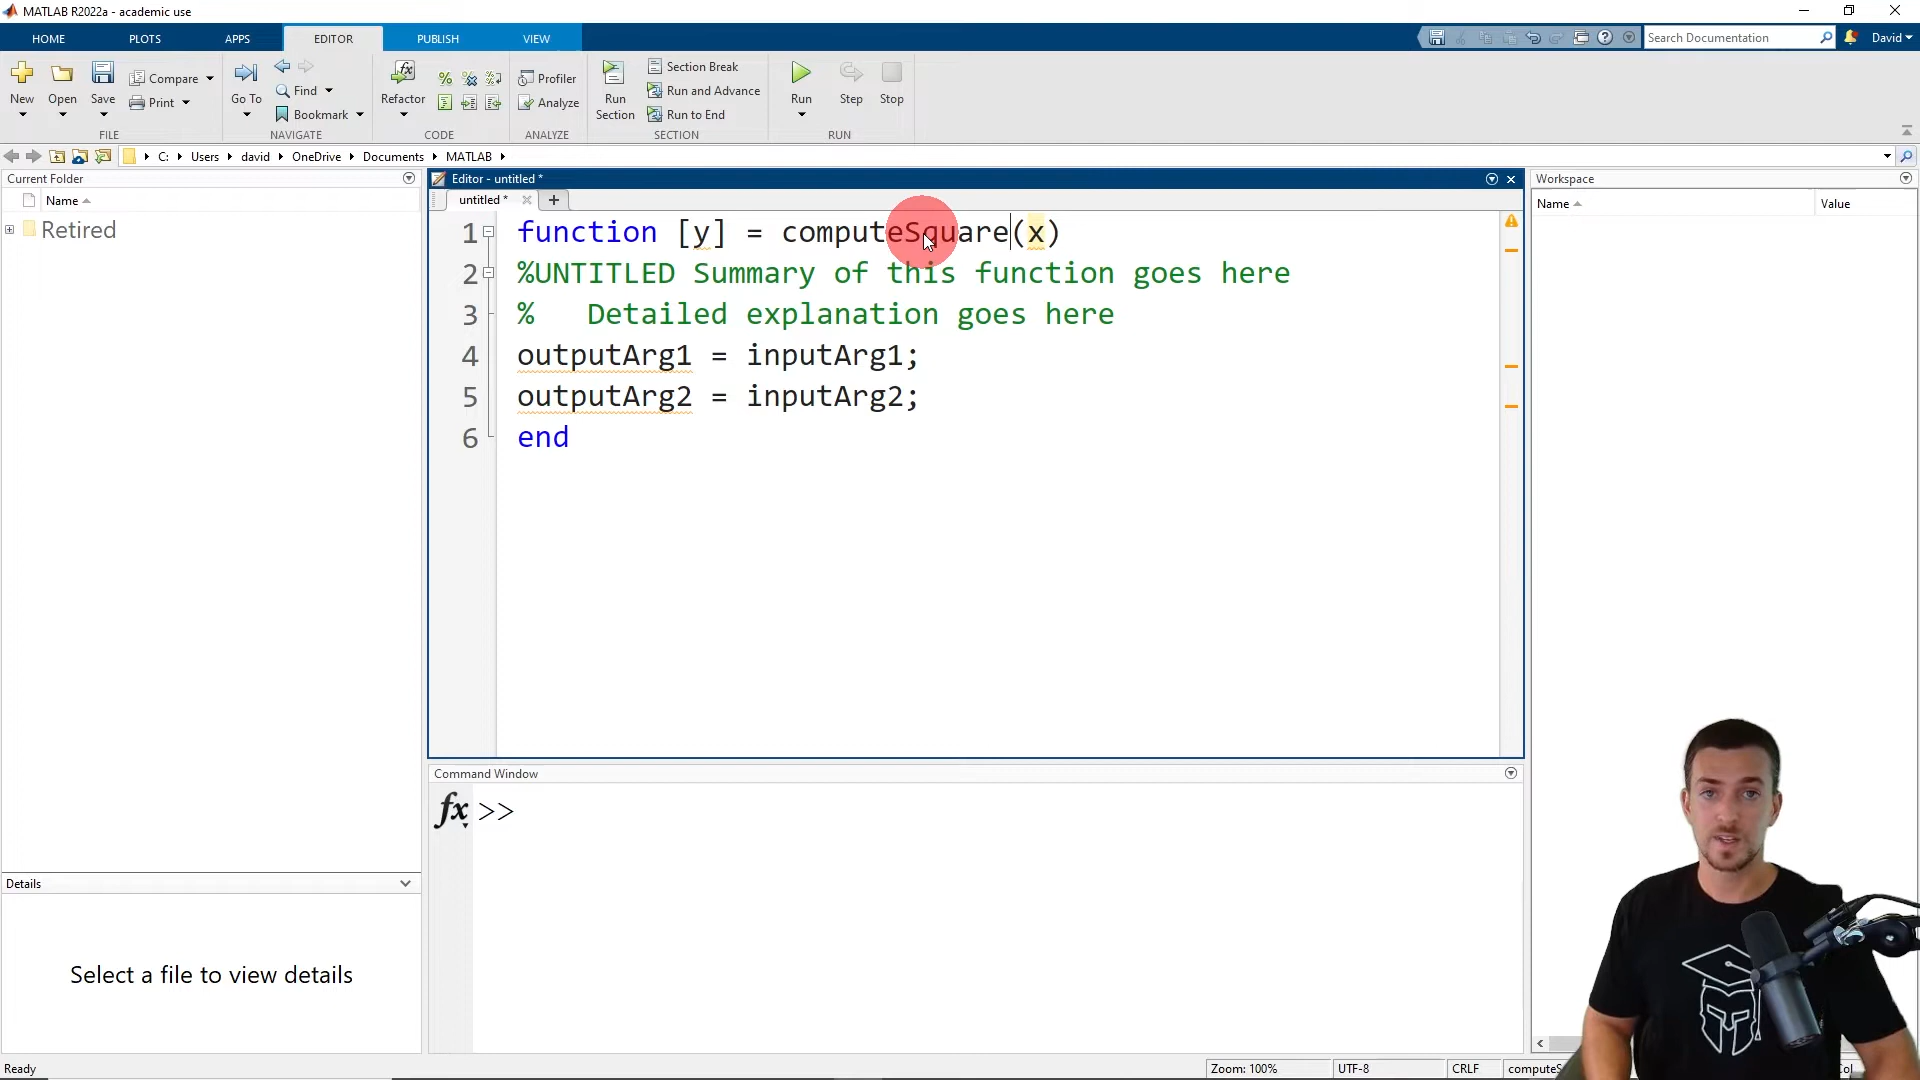 MATLAB R2022a - academic use
HOME
PLOTS
APPS
EDITOR
PUBLISH
VIEW
Search Documentation
David
New
Open
Save
Compare
Print
FILE
Go To
Find
Bookmark
NAVIGATE
Refactor
CODE
Profiler
Analyze
ANALYZE
Run
Section
Section Break
Run and Advance
Run to End
SECTION
Run
Step
Stop
RUN
C: Users david OneDrive Documents MATLAB
Current Folder
Name
Retired
Details
Select a file to view details
Editor - untitled *
untitled *
1 function [y] = computeSquare(x)
2 %UNTITLED Summary of this function goes here
3 %   Detailed explanation goes here
4 outputArg1 = inputArg1;
5 outputArg2 = inputArg2;
6 end
Command Window
fx >>
Workspace
Name
Value
Ready
Zoom: 100%
UTF-8
CRLF